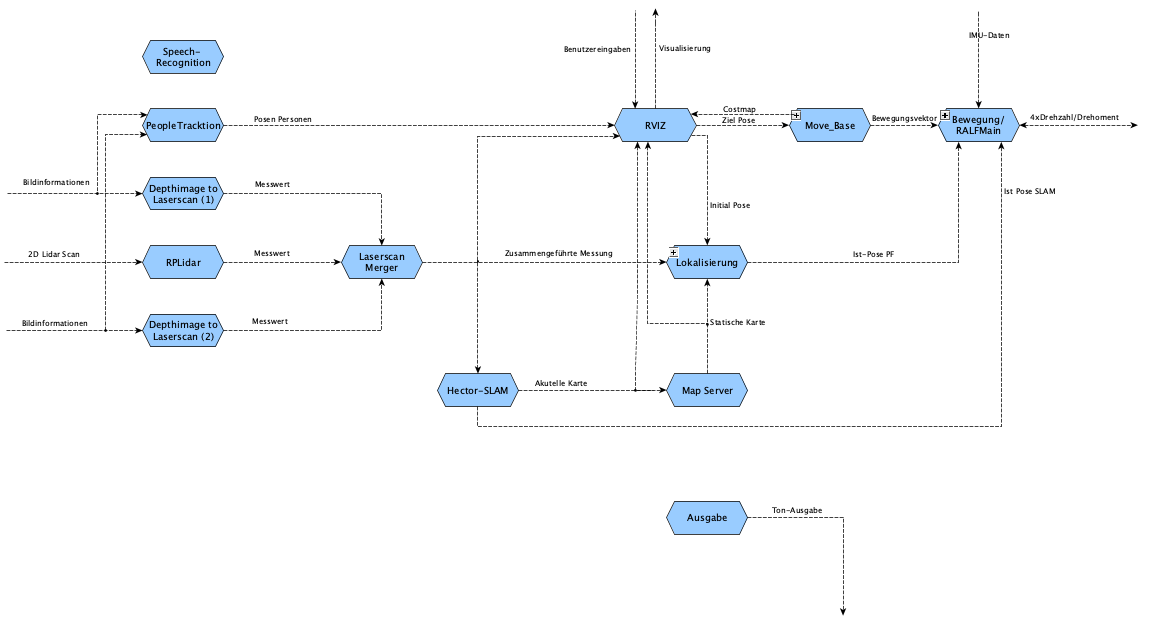 IMU-Daten
Benutzereingaben
Visualisierung
Speech-
Recognition
Costmap
PeopleTracktion
Posen Personen
RVIZ
Ziel Pose
Move_Base
Bewegungsvektor
Bewegung/
RALFMain
4xDrehzahl/Drehoment
Bildinformationen
Depthimage to
Laserscan (1)
Messwert
Ist Pose SLAM
Initial Pose
2D Lidar Scan
RPLidar
Messwert
Laserscan
Merger
Zusammengeführte Messung
Lokalisierung
Ist-Pose PF
Bildinformationen
Depthimage to
Laserscan (2)
Messwert
Statische Karte
Hector-SLAM
Akutelle Karte
Map Server
Ausgabe
Ton-Ausgabe